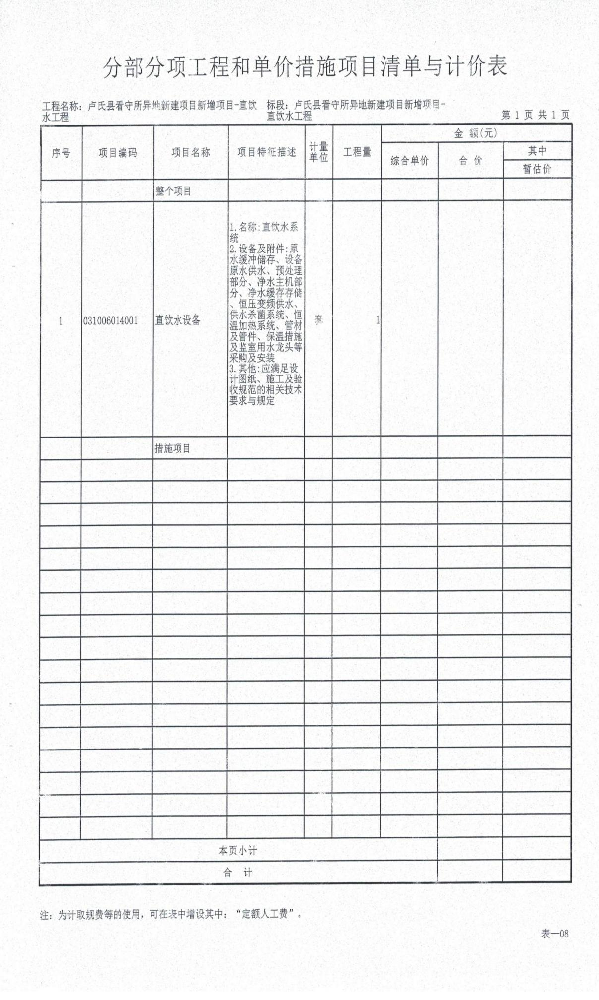 分部分项工程和单价措施项目清单与计价表
工程名称：卢氏县看守所异地新建项目新增项目-直饮
水工程
标段：卢氏县看守所异地新建项目新增项目-
直饮水工程
第 1 页 共 1 页
序号
项目编码
项目名称
项目特征描述
计量
单位
工程量
金 额(元)
综合单价
合 价
其中
暂估价
整个项目
1
031006014001
直饮水设备
1.名称:直饮水系
统
2.设备及附件:原
水缓冲储存、设备
原水供水、预处理
部分、净水主机部
分、净水缓存存储
、恒压变频供水、
供水杀菌系统、恒
温加热系统、管材
及管件、保温措施
及监室用水龙头等
采购及安装
3.其他:应满足设
计图纸、施工及验
收规范的相关技术
要求与规定
套
1
措施项目
本页小计
合 计
注：为计取规费等的使用，可在表中增设其中：“定额人工费”。
表—08